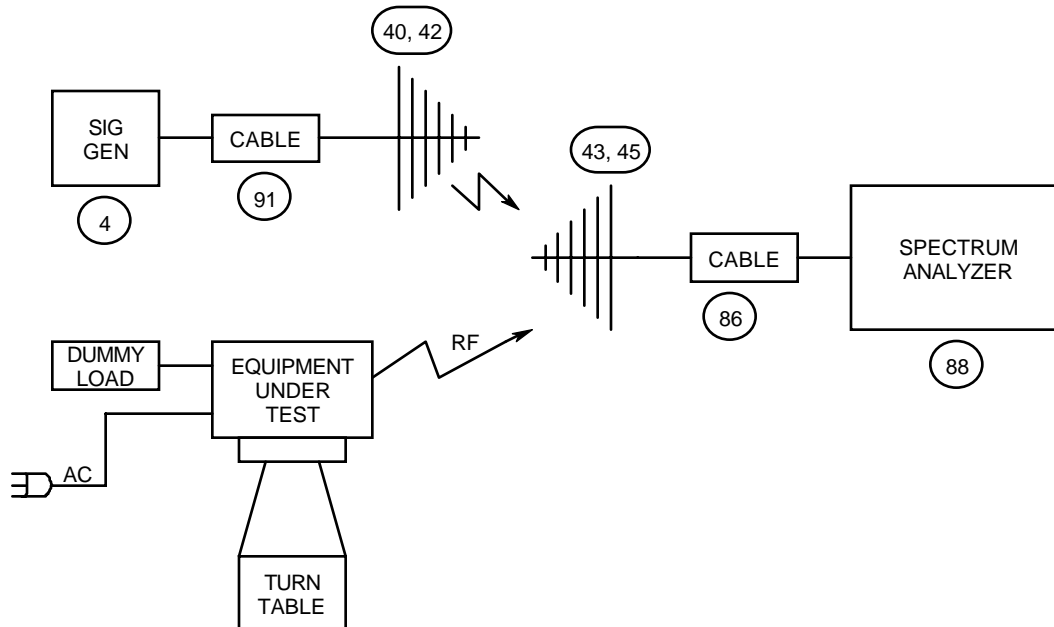 40, 42
SIG
GEN
CABLE
91
4
43, 45
CABLE
86
SPECTRUM
ANALYZER
88
DUMMY
LOAD
EQUIPMENT
UNDER
TEST
RF
AC
TURN
TABLE